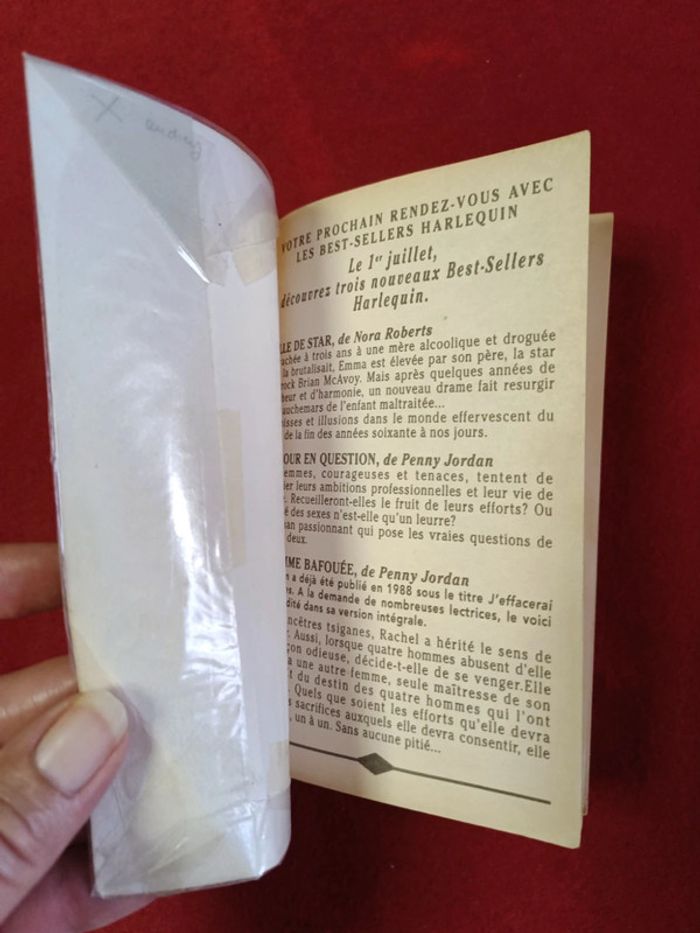 VOTRE PROCHAIN RENDEZ-VOUS AVEC
LES BEST-SELLERS HARLEQUIN
Le 1er juillet,
découvrez trois nouveaux Best-Sellers
Harlequin.
LLE DE STAR, de Nora Roberts
achée à trois ans à une mère alcoolique et droguée
la brutalisait, Emma est élevée par son père, la star
rock Brian McAvoy. Mais après quelques années de
heur et d'harmonie, un nouveau drame fait resurgir
auchemars de l'enfant maltraitée...
isses et illusions dans le monde effervescent du
de la fin des années soixante à nos jours.
OUR EN QUESTION, de Penny Jordan
emmes, courageuses et tenaces, tentent de
ier leurs ambitions professionnelles et leur vie de
e. Recueilleront-elles le fruit de leurs efforts? Ou
é des sexes n'est-elle qu'un leurre?
an passionnant qui pose les vraies questions de
deux.
MME BAFOUÉE, de Penny Jordan
n a déjà été publié en 1988 sous le titre J'effacerai
es. A la demande de nombreuses lectrices, le voici
dité dans sa version intégrale.
ncêtres tsiganes, Rachel a hérité le sens de
r. Aussi, lorsque quatre hommes abusent d'elle
çon odieuse, décide-t-elle de se venger. Elle
a une autre femme, seule maîtresse de son
t du destin des quatre hommes qui l'ont
. Quels que soient les efforts qu'elle devra
s sacrifices auxquels elle devra consentir, elle
, un à un. Sans aucune pitié...